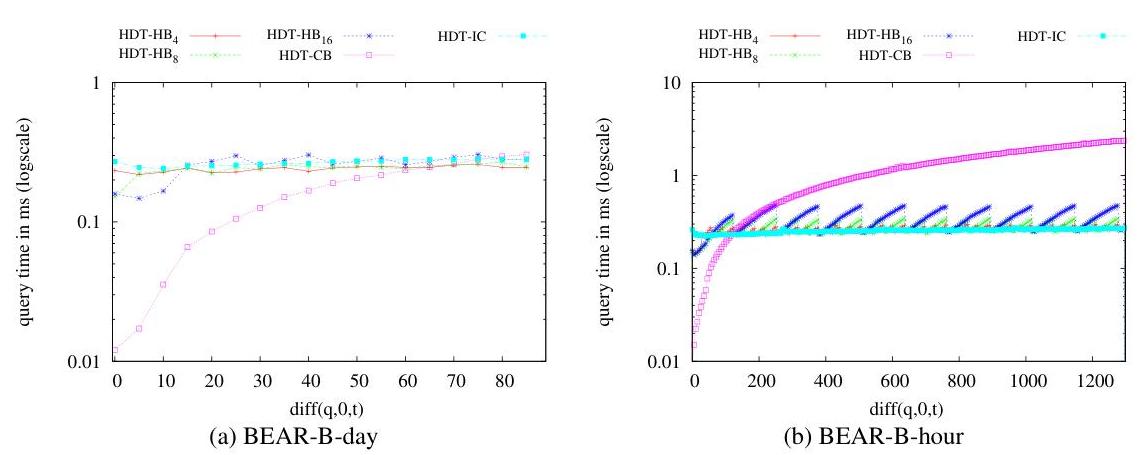 HDT-HB4 HDT-HB16 HDT-IC
HDT-HB8 HDT-CB
1
0.1
0.01
query time in ms (logscale)
0 10 20 30 40 50 60 70 80
diff(q,0,t)
(a) BEAR-B-day
HDT-HB4 HDT-HB16 HDT-IC
HDT-HB8 HDT-CB
10
1
0.1
0.01
query time in ms (logscale)
0 200 400 600 800 1000 1200
diff(q,0,t)
(b) BEAR-B-hour